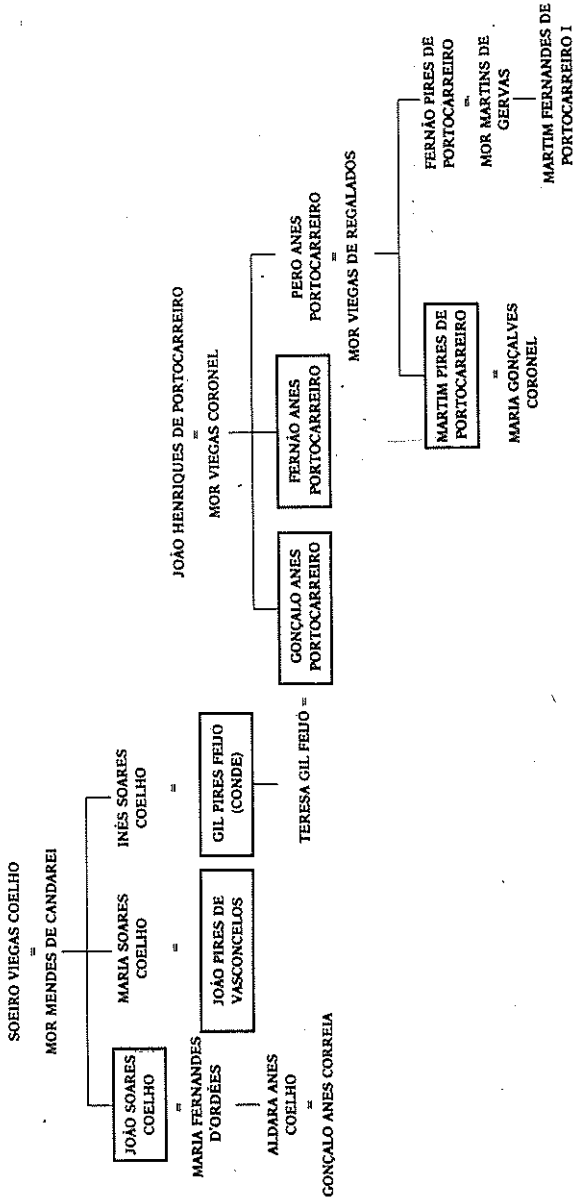 SOEIRO VIEGAS COELHO
=
MOR MENDES DE CANDAREI
JOÃO SOARES
COELHO
=
MARIA FERNANDES
D'ORDÉES
ALDARA ANES
COELHO
=
GONÇALO ANES CORREIA
MARIA SOARES
COELHO
=
JOÃO PIRES DE
VASCONCELOS
INÊS SOARES
COELHO
=
GIL PIRES FEIJÓ
(CONDE)
TERESA GIL FEIJÓ =
JOÃO HENRIQUES DE PORTOCARREIRO
=
MOR VIEGAS CORONEL
GONÇALO ANES
PORTOCARREIRO
FERNÃO ANES
PORTOCARREIRO
PERO ANES
PORTOCARREIRO
=
MOR VIEGAS DE REGALADOS
MARTIM PIRES DE
PORTOCARREIRO
=
MARIA GONÇALVES
CORONEL
FERNÃO PIRES DE
PORTOCARREIRO
=
MOR MARTINS DE
GERVAS
MARTIM FERNANDES DE
PORTOCARREIRO I